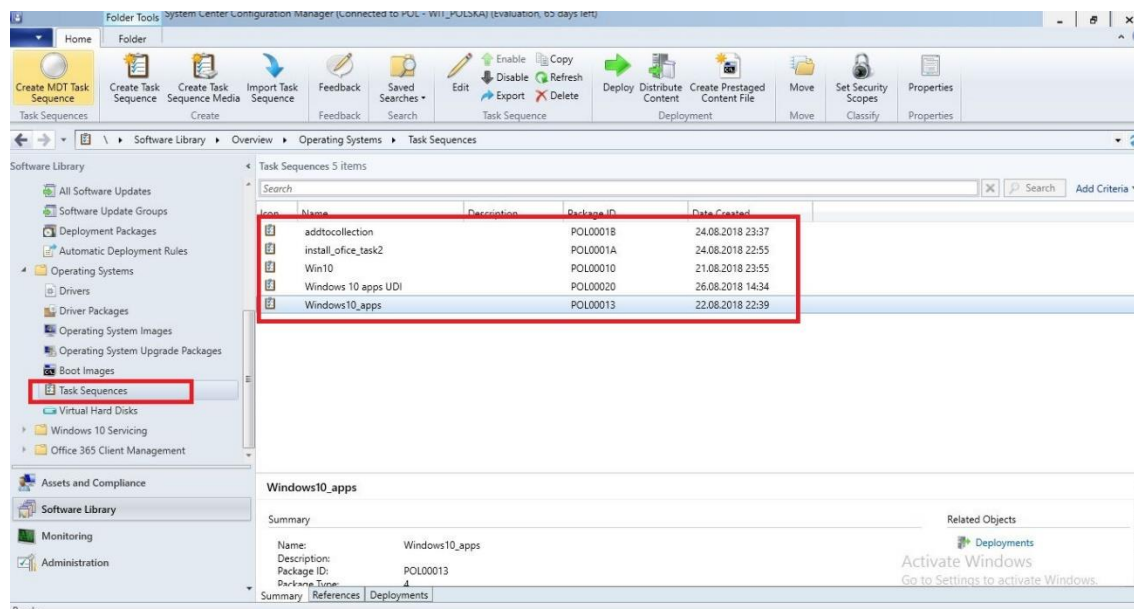 Folder Tools System Center Configuration Manager (Connected to POL - WIT_POLSKA) (Evaluation, 65 days left)
Home Folder
Create MDT Task Sequence
Create Task Sequence
Create Task Sequence Media
Import Task Sequence
Feedback
Saved Searches
Edit
Enable
Disable
Export
Copy
Refresh
Delete
Deploy
Distribute Content
Create Prestaged Content File
Move
Set Security Scopes
Properties
Task Sequences Create Feedback Search Task Sequence Deployment Move Classify Properties
\ Software Library Overview Operating Systems Task Sequences
Software Library
All Software Updates
Software Update Groups
Deployment Packages
Automatic Deployment Rules
Operating Systems
Drivers
Driver Packages
Operating System Images
Operating System Upgrade Packages
Boot Images
Task Sequences
Virtual Hard Disks
Windows 10 Servicing
Office 365 Client Management
Assets and Compliance
Software Library
Monitoring
Administration
Task Sequences 5 items
Search Search Add Criteria
Icon Name Description Package ID Date Created
addtocollection POL0001B 24.08.2018 23:37
install_ofice_task2 POL0001A 24.08.2018 22:55
Win10 POL00010 21.08.2018 23:55
Windows 10 apps UDI POL00020 26.08.2018 14:34
Windows10_apps POL00013 22.08.2018 22:39
Windows10_apps
Summary
Name: Windows10_apps
Description:
Package ID: POL00013
Package Type: 4
Related Objects
Deployments
Activate Windows
Go to Settings to activate Windows.
Summary References Deployments